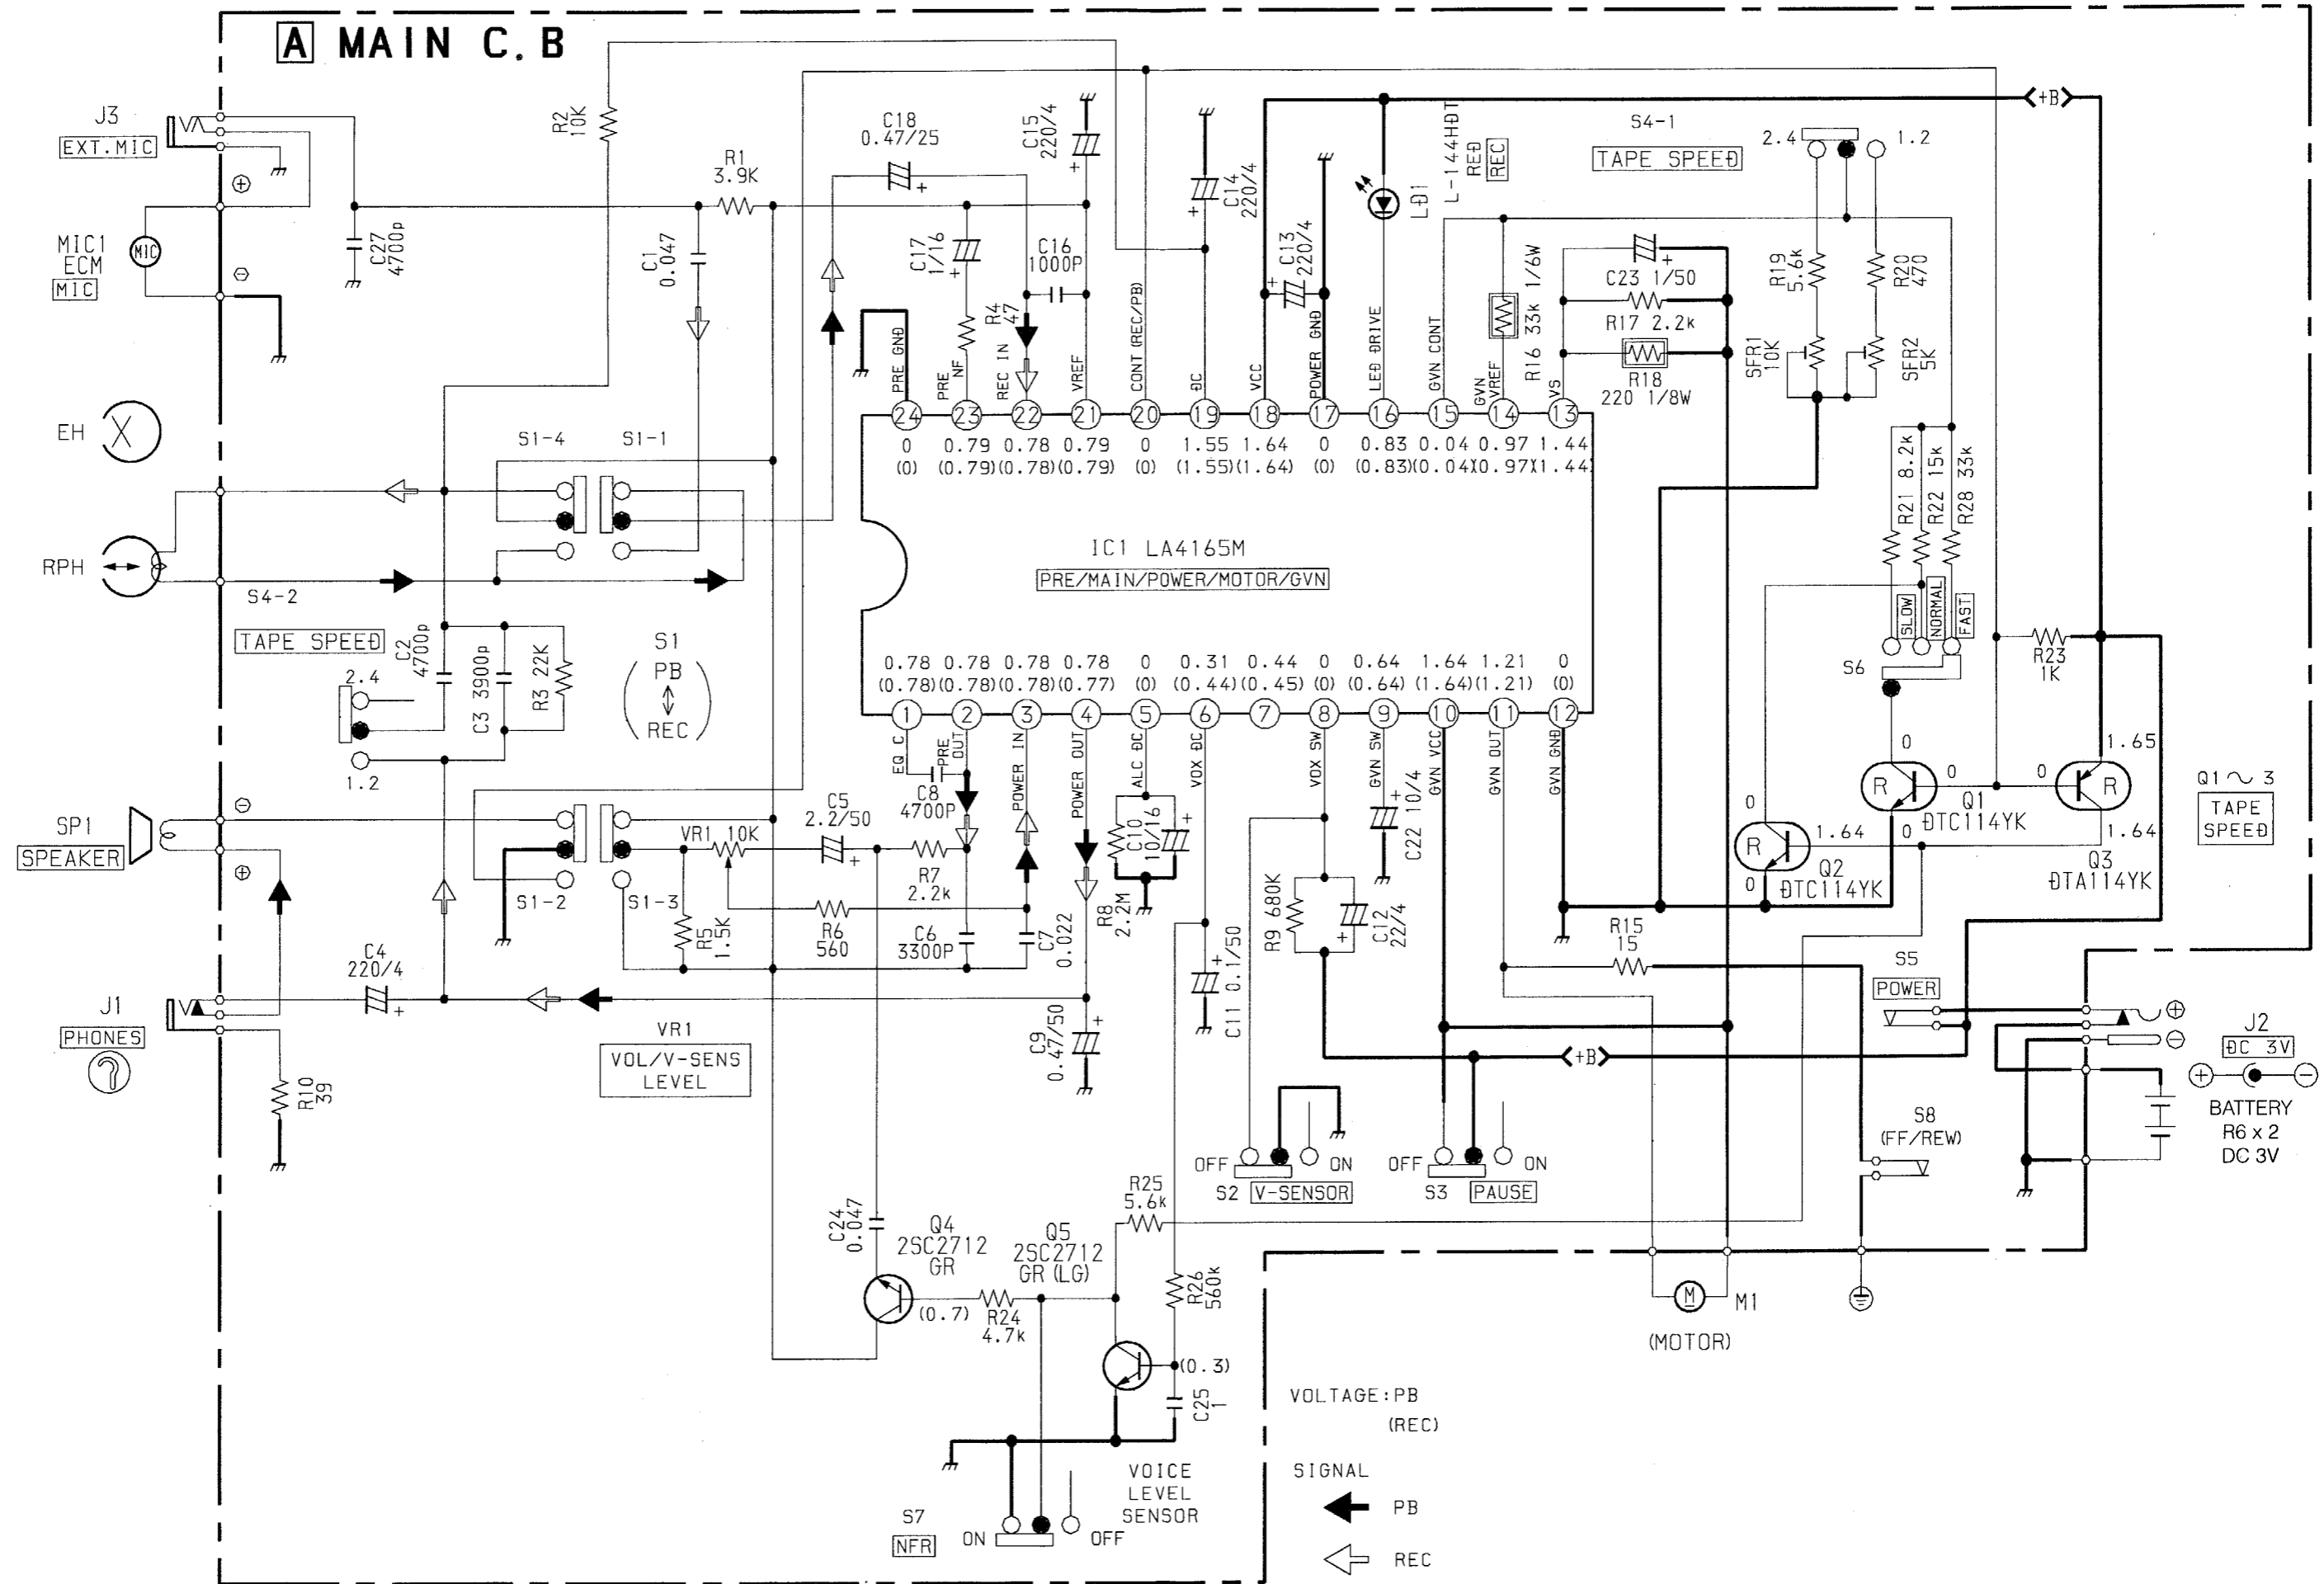 A MAIN C.B
J3
EXT.MIC
MIC1
ECM
MIC
MIC
⊕
⊖
C27
4700p
R2
10K
R1
3.9K
C1
0.047
C18
0.47/25
C15
220/4
+
C17
1/16
+
R4
47
C16
1000P
C14
220/4
+
C13
220/4
+
LD1
L-144HDT
RED
REC
S4-1
TAPE SPEED
2.4
1.2
+B
R16 33k 1/6W
C23 1/50
+
R17 2.2k
R18
220 1/8W
R19
5.6k
R20
470
SFR1
10K
SFR2
5K
PRE GND
PRE NF
REC IN
VREF
CONT (REC/PB)
DC
VCC
POWER GND
LED DRIVE
GVN CONT
GVN VREF
VS
24 23 22 21 20 19 18 17 16 15 14 13
0 0.79 0.78 0.79 0 1.55 1.64 0 0.83 0.04 0.97 1.44
(0) (0.79)(0.78)(0.79) (0) (1.55)(1.64) (0) (0.83)(0.04)(0.97)(1.44)
IC1 LA4165M
PRE/MAIN/POWER/MOTOR/GVN
0.78 0.78 0.78 0.78 0 0.31 0.44 0 0.64 1.64 1.21 0
(0.78)(0.78)(0.78)(0.77) (0) (0.44)(0.45) (0) (0.64) (1.64)(1.21) (0)
1 2 3 4 5 6 7 8 9 10 11 12
EQ C
PRE OUT
POWER IN
POWER OUT
ALC DC
VOX DC
VOX SW
GVN SW
GVN VCC
GVN OUT
GVN GND
EH
RPH
S1-4
S1-1
S4-2
TAPE SPEED
2.4
1.2
C2
4700p
C3 3900p
R3 22K
S1
PB
REC
R21 8.2k
R22 15k
R28 33k
SLOW
NORMAL
FAST
S6
R23
1K
0
0
0
1.65
1.64
R
Q1
DTC114YK
R
Q2
DTC114YK
0
1.64
0
R
Q3
DTA114YK
Q1~3
TAPE
SPEED
SP1
SPEAKER
⊖
⊕
S1-2
S1-3
VR1 10K
C5
2.2/50
+
C8
4700P
R7
2.2k
R5
1.5K
R6
560
C6
3300P
C7
0.022
R8
2.2M
C10
10/16
+
C11 0.1/50
+
R9 680K
C12
22/4
+
C22 10/4
+
R15
15
C4
220/4
+
J1
PHONES
R10
39
VR1
VOL/V-SENS
LEVEL
C9
0.47/50
+
+B
S5
POWER
⊕
⊖
J2
DC 3V
⊕ ⊖
BATTERY
R6 x 2
DC 3V
S8
(FF/REW)
OFF
ON
S2 V-SENSOR
OFF
ON
S3 PAUSE
R25
5.6k
C24
0.047
Q4
2SC2712
GR
Q5
2SC2712
GR (LG)
(0.7)
R24
4.7k
R26
560k
(0.3)
C25
1
M
M1
(MOTOR)
VOICE
LEVEL
SENSOR
S7
NFR
ON
OFF
VOLTAGE:PB
(REC)
SIGNAL
PB
REC